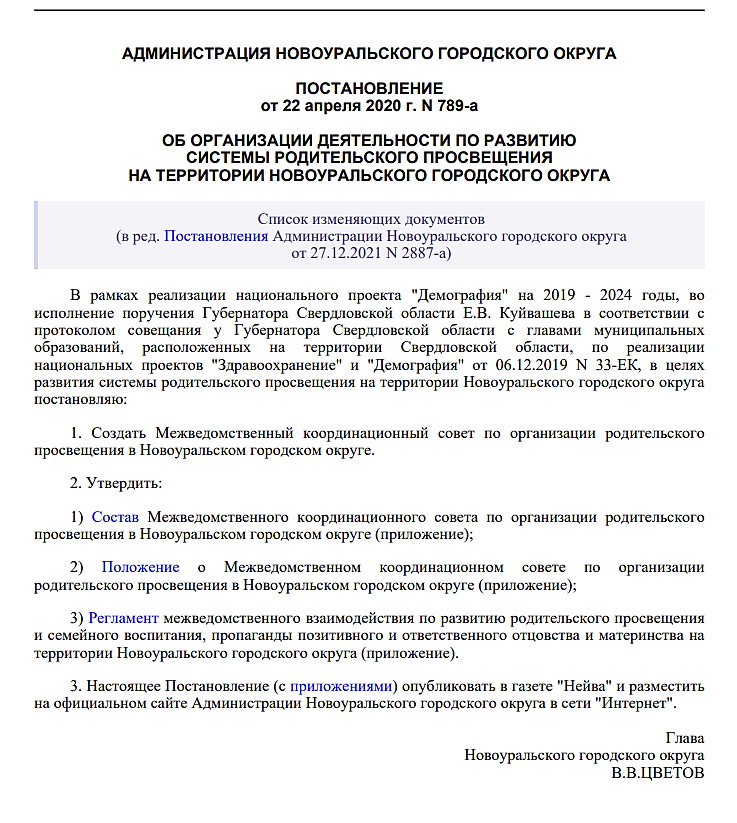 АДМИНИСТРАЦИЯ НОВОУРАЛЬСКОГО ГОРОДСКОГО ОКРУГА
ПОСТАНОВЛЕНИЕ
от 22 апреля 2020 г. N 789-а
ОБ ОРГАНИЗАЦИИ ДЕЯТЕЛЬНОСТИ ПО РАЗВИТИЮ
СИСТЕМЫ РОДИТЕЛЬСКОГО ПРОСВЕЩЕНИЯ
НА ТЕРРИТОРИИ НОВОУРАЛЬСКОГО ГОРОДСКОГО ОКРУГА
Список изменяющих документов
(в ред. Постановления Администрации Новоуральского городского округа
от 27.12.2021 N 2887-а)
В рамках реализации национального проекта "Демография" на 2019 - 2024 годы, во
исполнение поручения Губернатора Свердловской области Е.В. Куйвашева в соответствии с
протоколом совещания у Губернатора Свердловской области с главами муниципальных
образований, расположенных на территории Свердловской области, по реализации
национальных проектов "Здравоохранение" и "Демография" от 06.12.2019 N 33-ЕК, в целях
развития системы родительского просвещения на территории Новоуральского городского округа
постановляю:
1. Создать Межведомственный координационный совет по организации родительского
просвещения в Новоуральском городском округе.
2. Утвердить:
1) Состав Межведомственного координационного совета по организации родительского
просвещения в Новоуральском городском округе (приложение);
2) Положение о Межведомственном координационном совете по организации
родительского просвещения в Новоуральском городском округе (приложение);
3) Регламент межведомственного взаимодействия по развитию родительского просвещения
и семейного воспитания, пропаганды позитивного и ответственного отцовства и материнства на
территории Новоуральского городского округа (приложение).
3. Настоящее Постановление (с приложениями) опубликовать в газете "Нейва" и разместить
на официальном сайте Администрации Новоуральского городского округа в сети "Интернет".
Глава
Новоуральского городского округа
В.В.ЦВЕТОВ